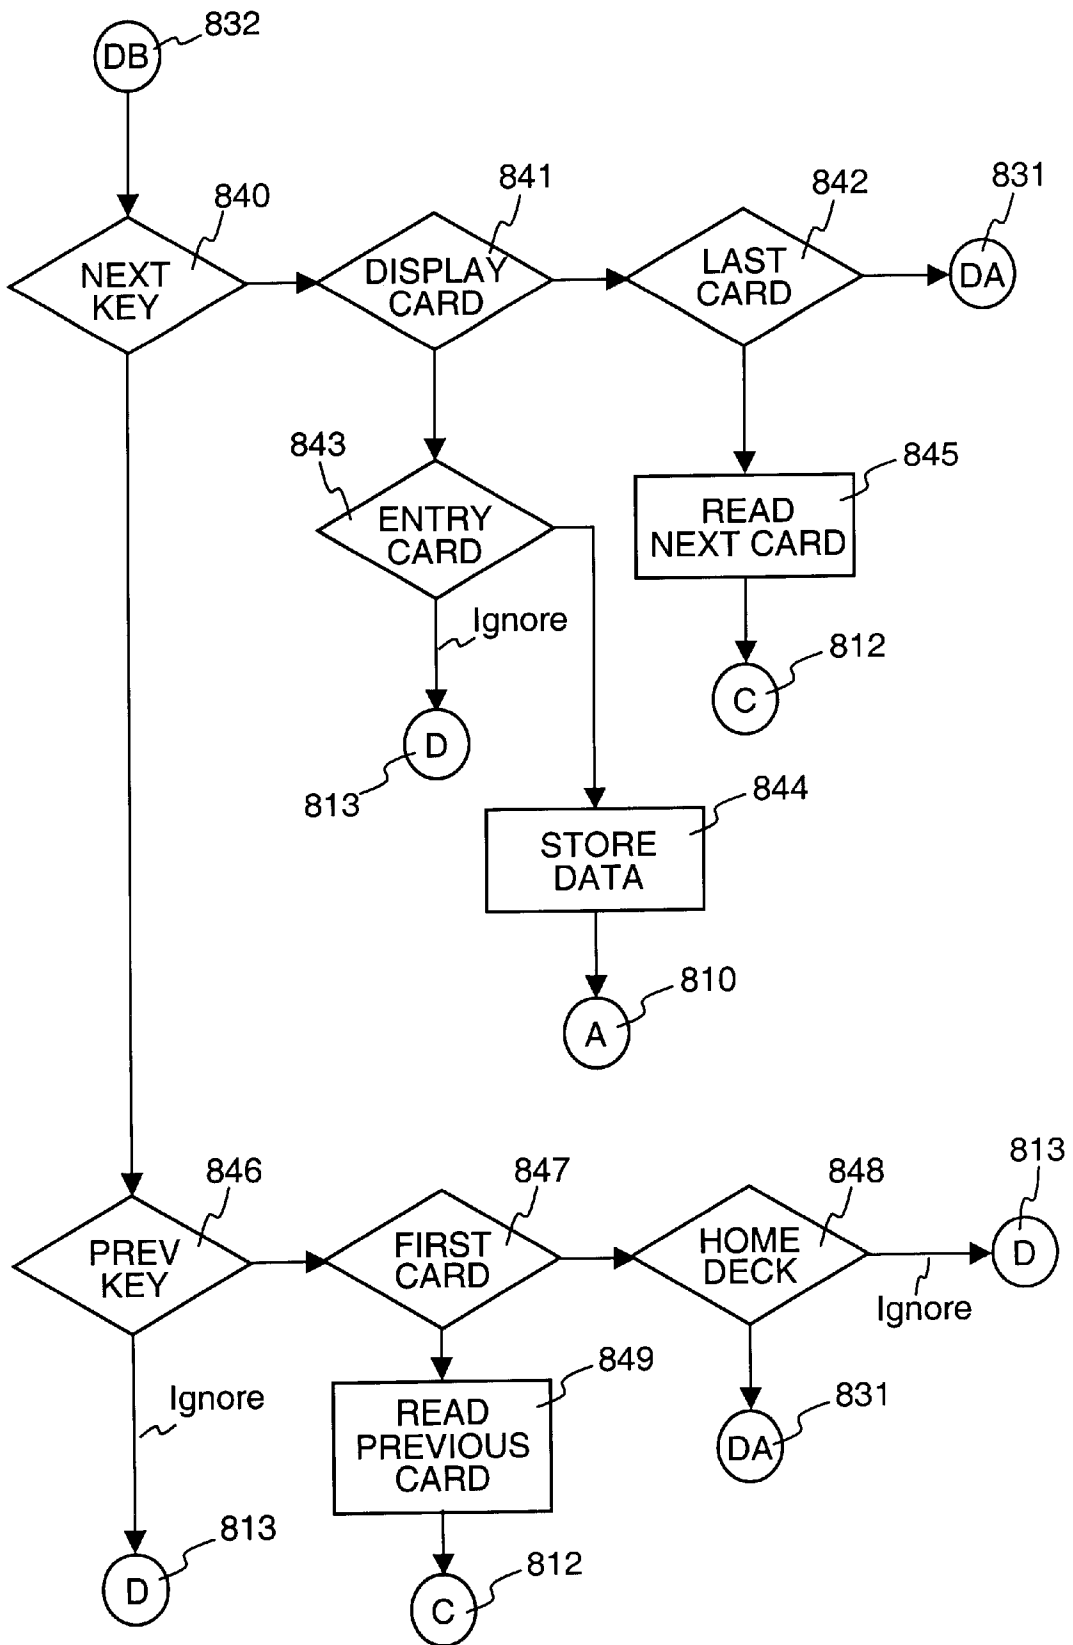 832
DB
840
NEXT
KEY
841
DISPLAY
CARD
842
LAST
CARD
831
DA
843
ENTRY
CARD
Ignore
D
813
845
READ
NEXT CARD
812
C
844
STORE
DATA
810
A
846
PREV
KEY
847
FIRST
CARD
848
HOME
DECK
813
D
Ignore
Ignore
D
813
849
READ
PREVIOUS
CARD
812
C
831
DA